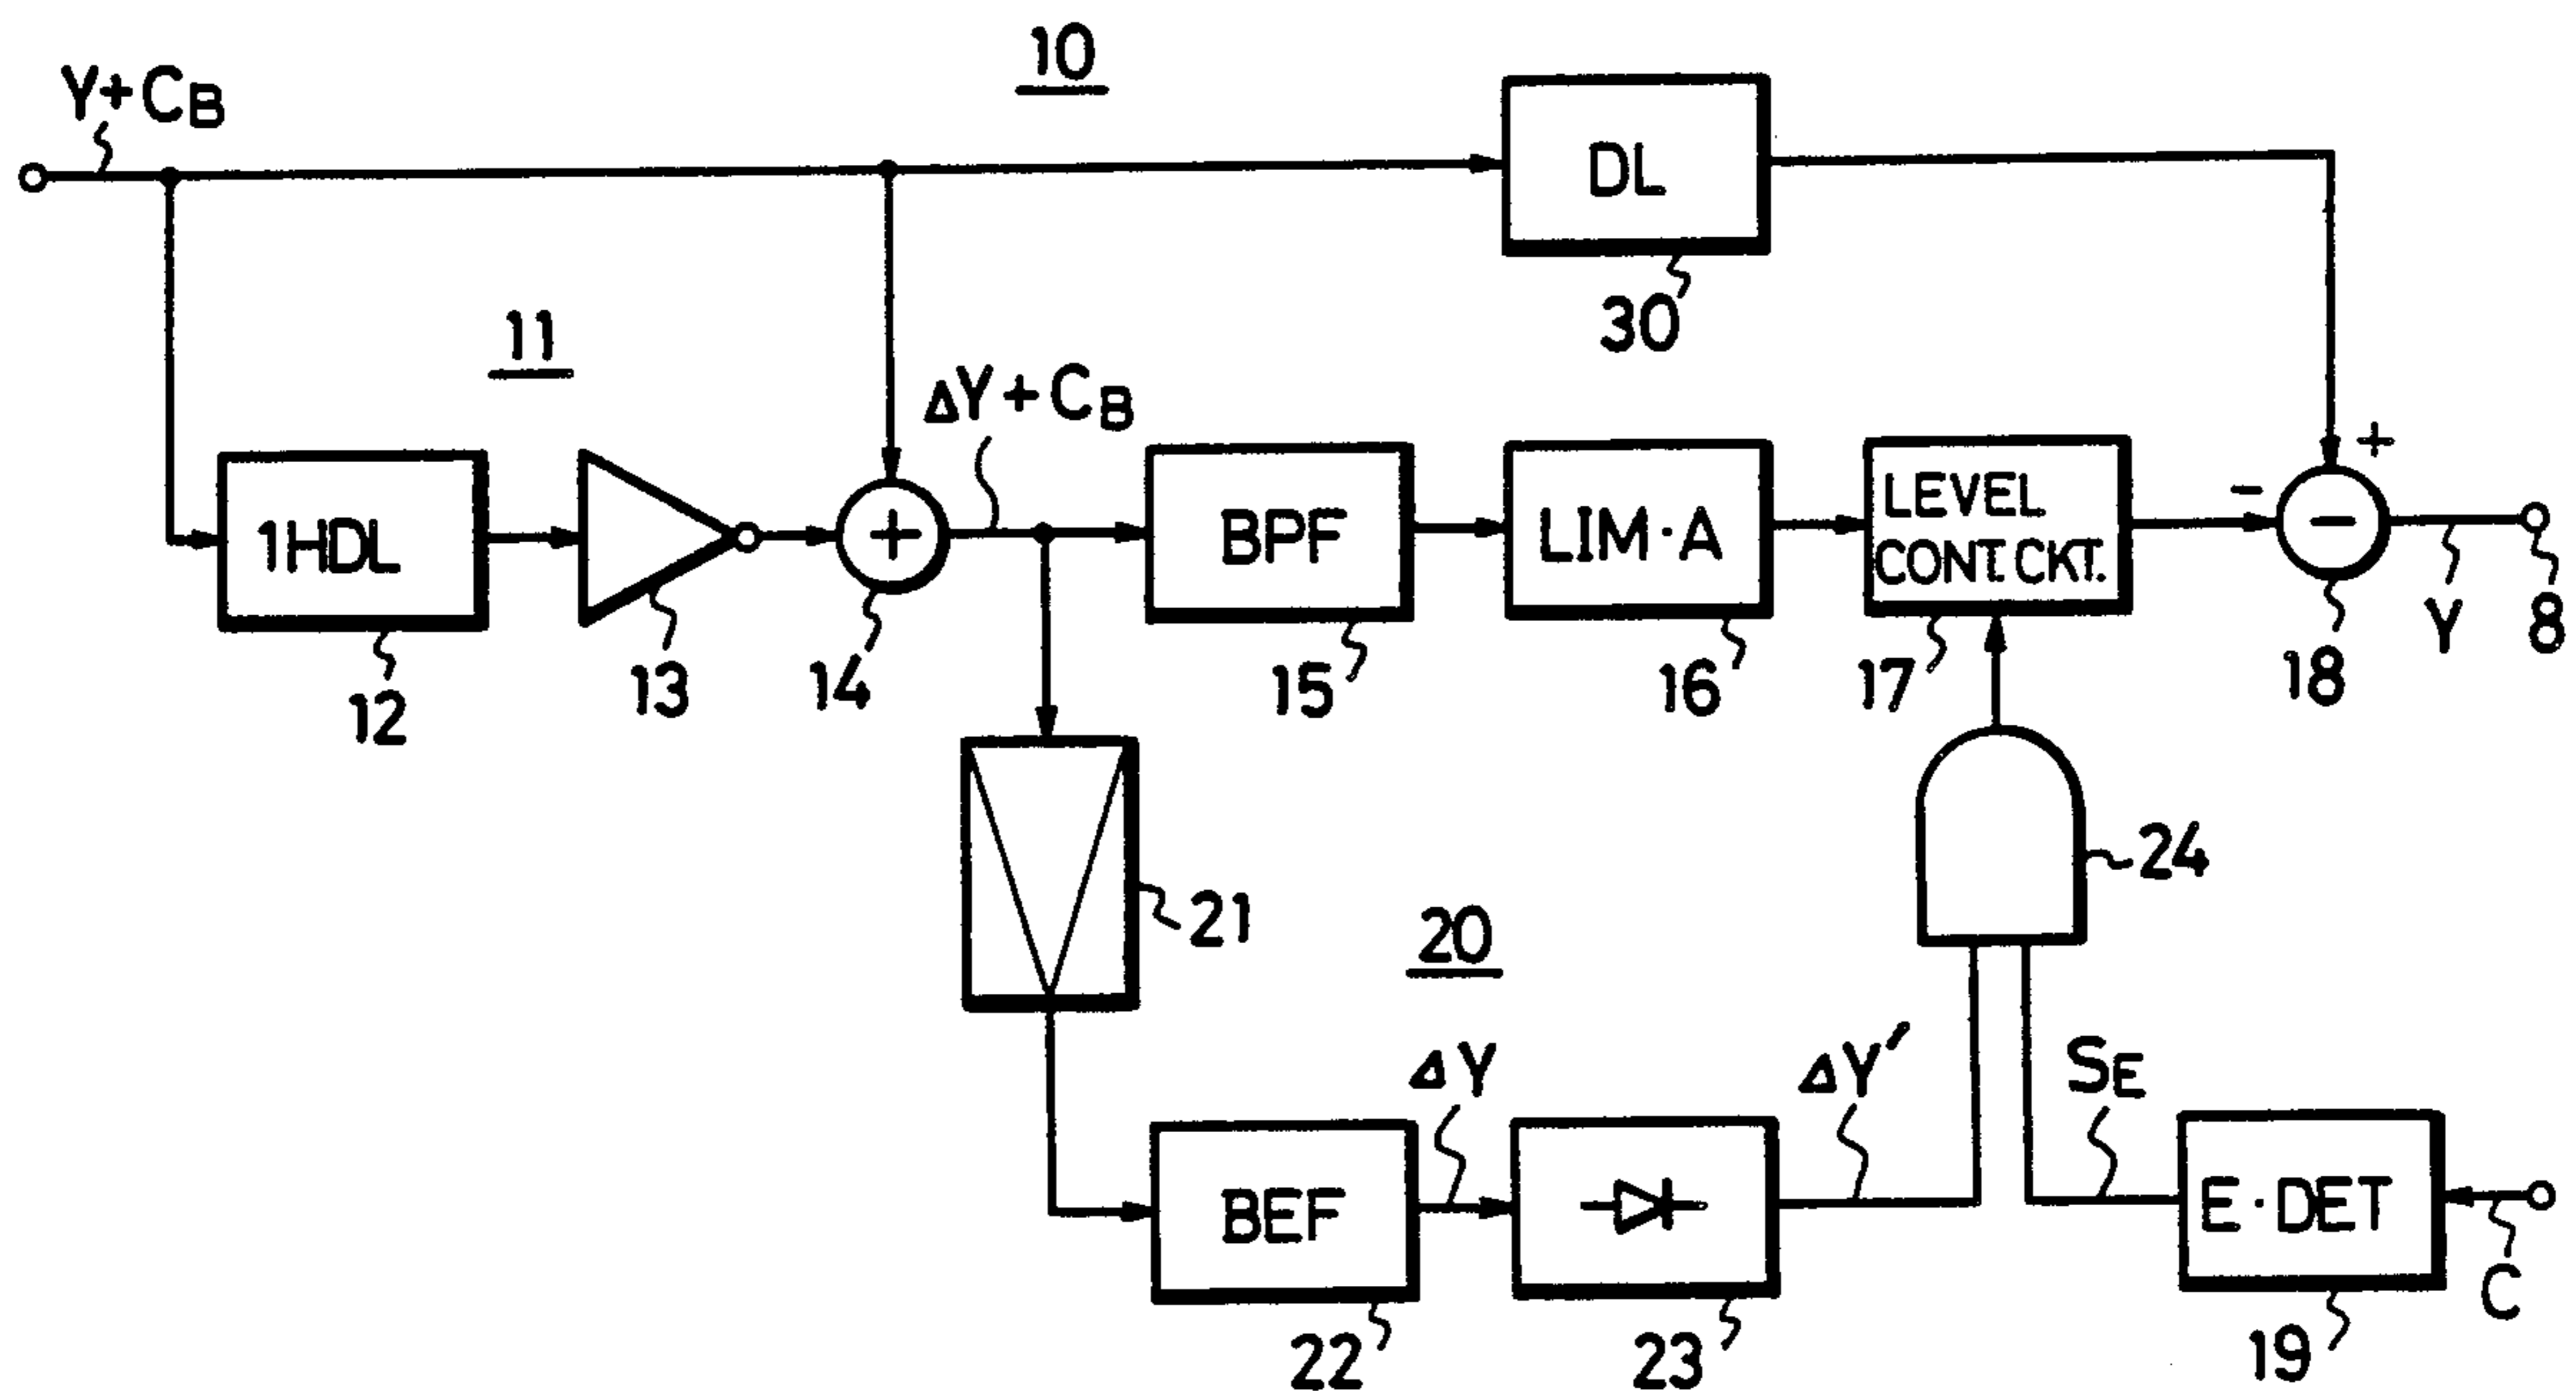 10
Y+CB
DL
30
11
ΔY+CB
+
1HDL
+
BPF
LIM·A
LEVEL
CONT.CKT.
-
-
12
13
14
15
16
17
18
Y
8
24
21
20
ΔY
ΔY′
SE
BEF
E·DET
C
22
23
19